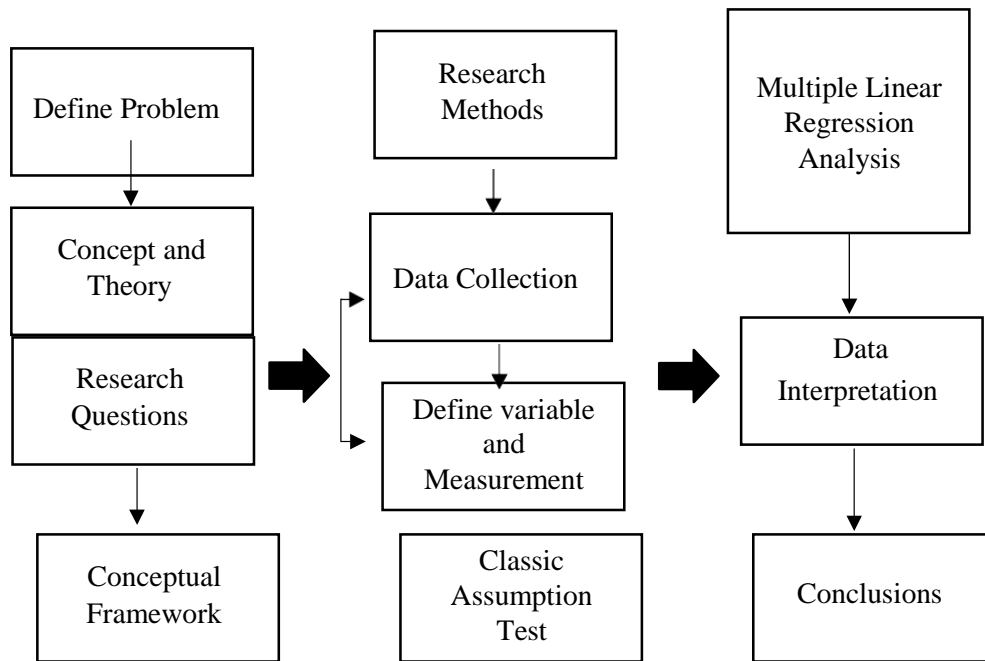 Define Problem
Concept and
Theory
Research
Questions
Conceptual
Framework
Research
Methods
Data Collection
Define variable
and
Measurement
Classic
Assumption
Test
Multiple Linear
Regression
Analysis
Data
Interpretation
Conclusions